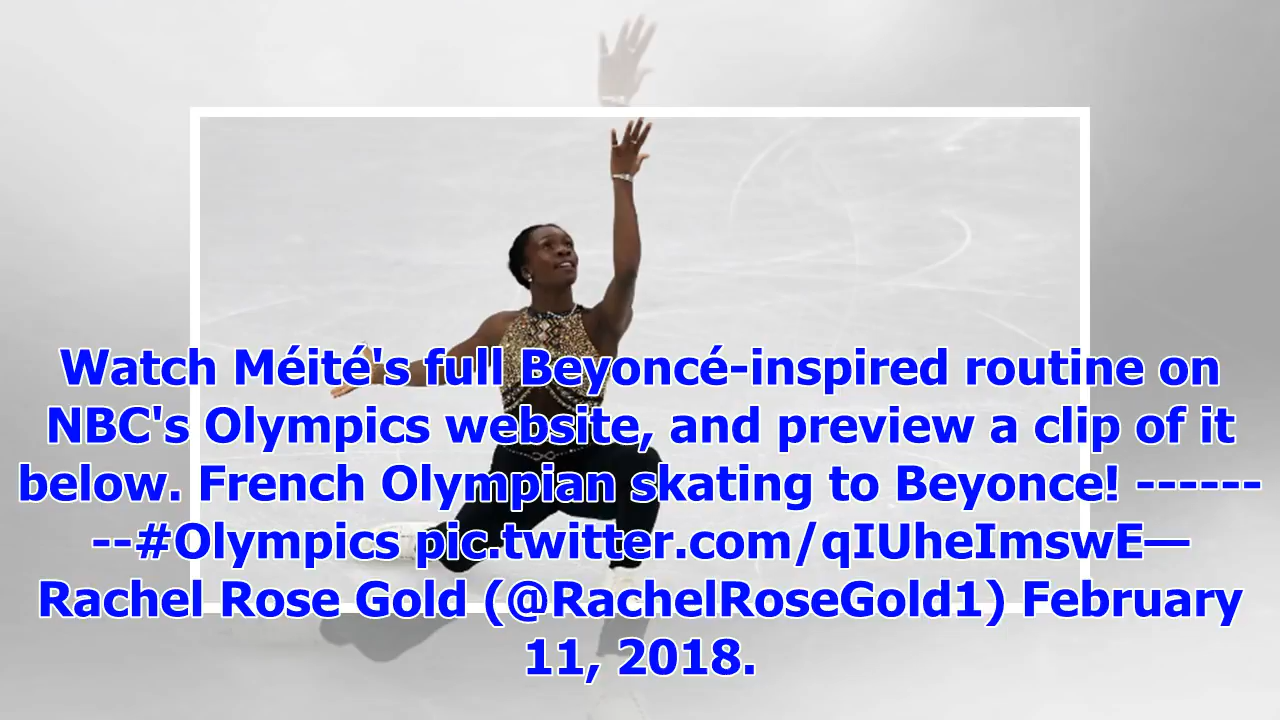 Watch Méité's full Beyoncé-inspired routine on
NBC's Olympics website, and preview a clip of it
below. French Olympian skating to Beyonce! ------
--#Olympics pic.twitter.com/qIUheImswE—
Rachel Rose Gold (@RachelRoseGold1) February
11, 2018.